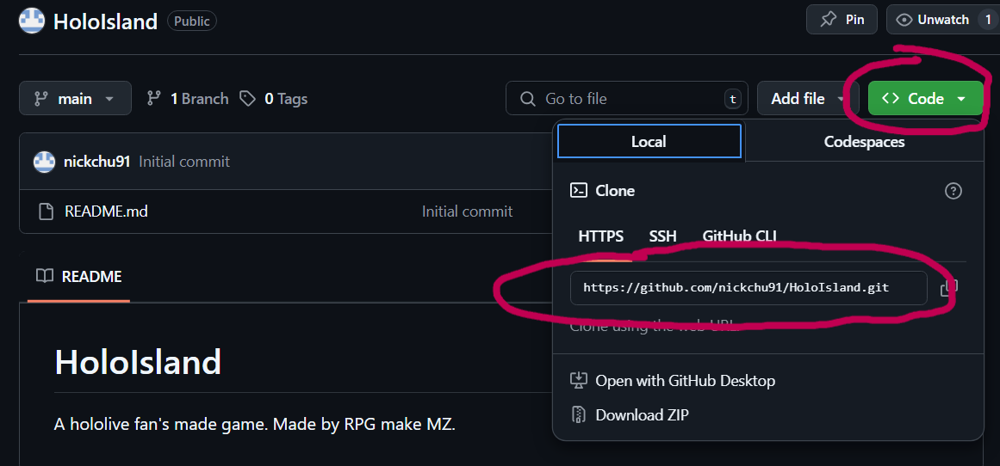 HoloIsland Public Pin Unwatch 1
main 1 Branch 0 Tags Go to file t Add file Code
Local Codespaces
nickchu91 Initial commit
Clone
README.md Initial commit
HTTPS SSH GitHub CLI
README
https://github.com/nickchu91/HoloIsland.git
Clone using the web URL.
HoloIsland
Open with GitHub Desktop
Download ZIP
A hololive fan's made game. Made by RPG make MZ.